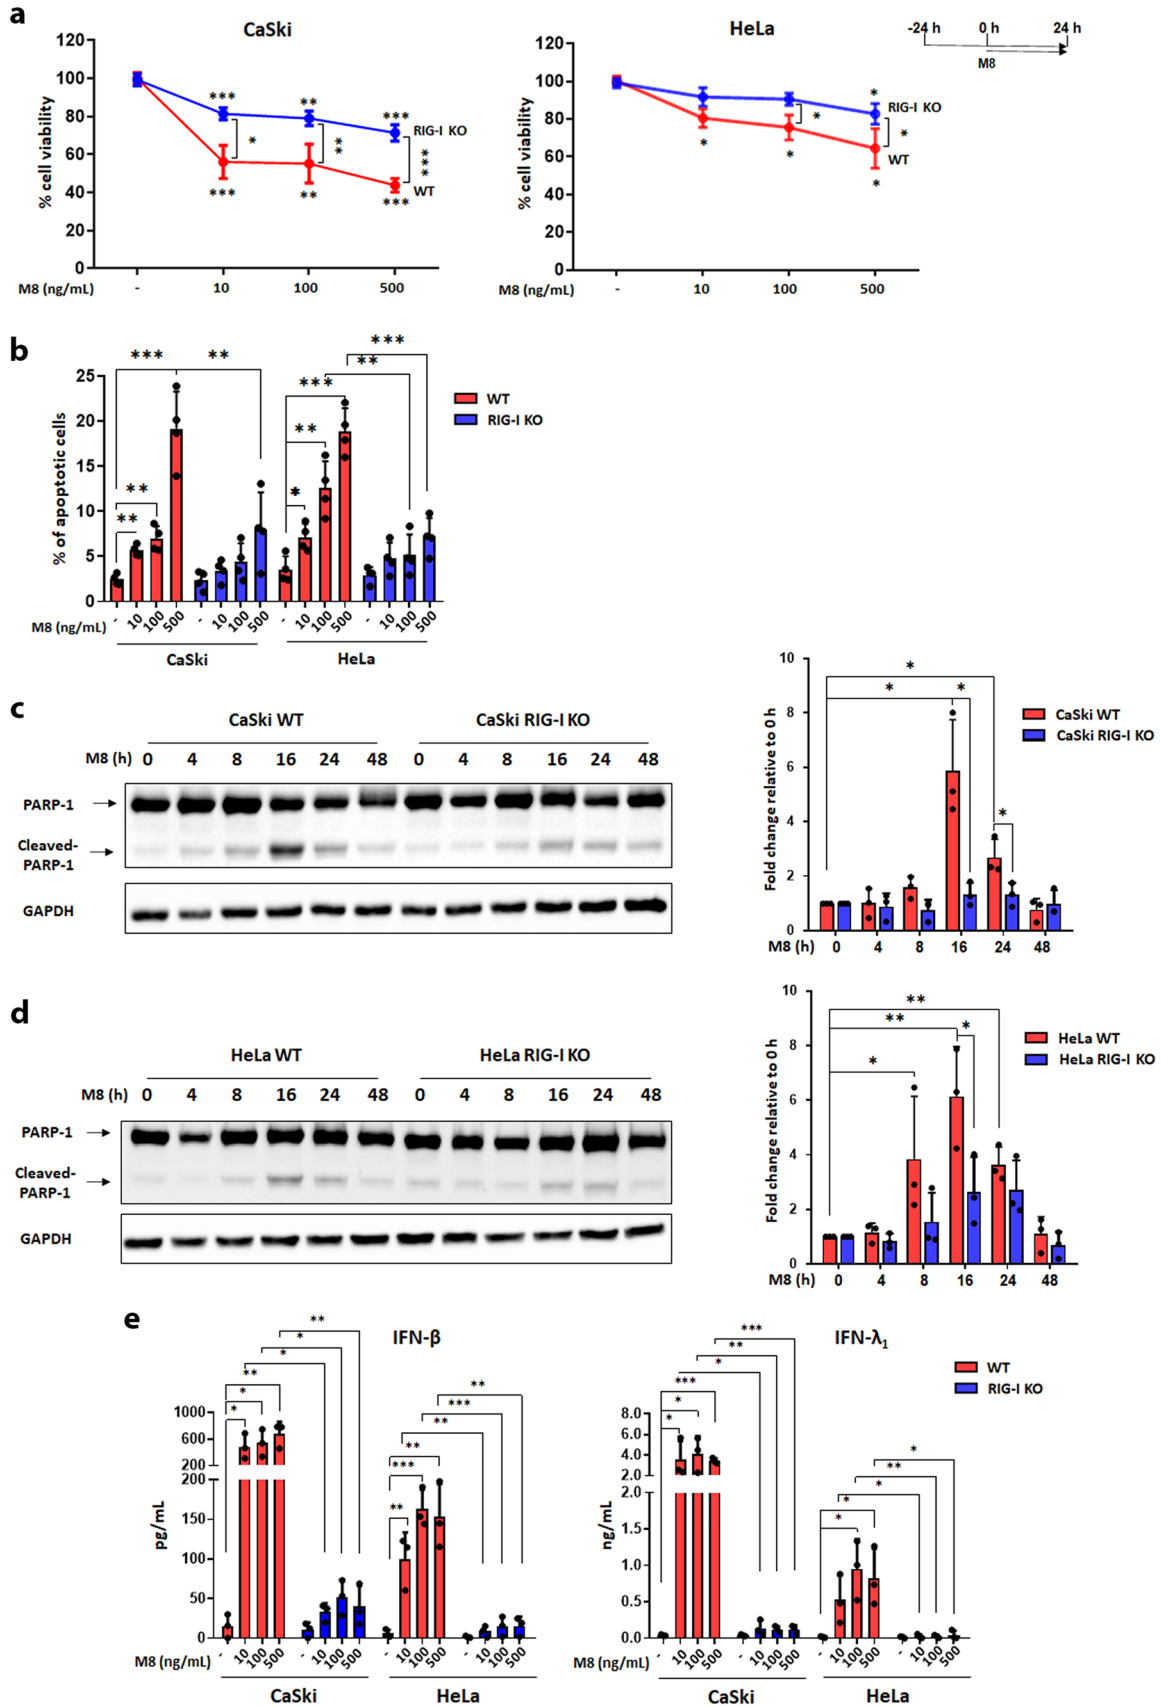 a
CaSki
HeLa
-24 h 0 h 24 h
M8
120
100
80
60
40
20
0
% cell viability
*** ** ***
RIG-I KO
* ** ***
WT
*** ** ***
M8 (ng/mL) - 10 100 500
120
100
80
60
40
20
0
% cell viability
*
RIG-I KO
* *
WT
* * *
M8 (ng/mL) - 10 100 500
b
*** **
** **
25
20
15
10
5
0
% of apoptotic cells
*** **
*** ** *
WT
RIG-I KO
M8 (ng/mL) - 10 100 500 - 10 100 500 - 10 100 500 - 10 100 500
CaSki HeLa
c
CaSki WT CaSki RIG-I KO
M8 (h) 0 4 8 16 24 48 0 4 8 16 24 48
PARP-1
Cleaved-
PARP-1
GAPDH
10
8
6
4
2
0
Fold change relative to 0 h
*
* *
*
CaSki WT
CaSki RIG-I KO
M8 (h) 0 4 8 16 24 48
d
HeLa WT HeLa RIG-I KO
M8 (h) 0 4 8 16 24 48 0 4 8 16 24 48
PARP-1
Cleaved-
PARP-1
GAPDH
10
8
6
4
2
0
Fold change relative to 0 h
**
** *
*
HeLa WT
HeLa RIG-I KO
M8 (h) 0 4 8 16 24 48
e
IFN-β
**
*
*
**
*
*
1000
600
200
200
150
100
50
0
pg/mL
**
***
**
**
***
**
M8 (ng/mL) - 10 100 500 - 10 100 500 - 10 100 500 - 10 100 500
CaSki HeLa
IFN-λ₁
***
**
*
***
*
*
8.0
6.0
4.0
2.0
2.0
1.5
1.0
0.5
0.0
ng/mL
*
**
*
*
*
WT
RIG-I KO
M8 (ng/mL) - 10 100 500 - 10 100 500 - 10 100 500 - 10 100 500
CaSki HeLa